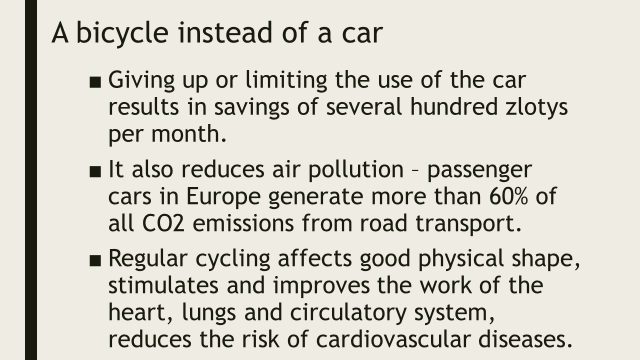 A bicycle instead of a car
■ Giving up or limiting the use of the car
results in savings of several hundred zlotys
per month.
■ It also reduces air pollution – passenger
cars in Europe generate more than 60% of
all CO2 emissions from road transport.
■ Regular cycling affects good physical shape,
stimulates and improves the work of the
heart, lungs and circulatory system,
reduces the risk of cardiovascular diseases.